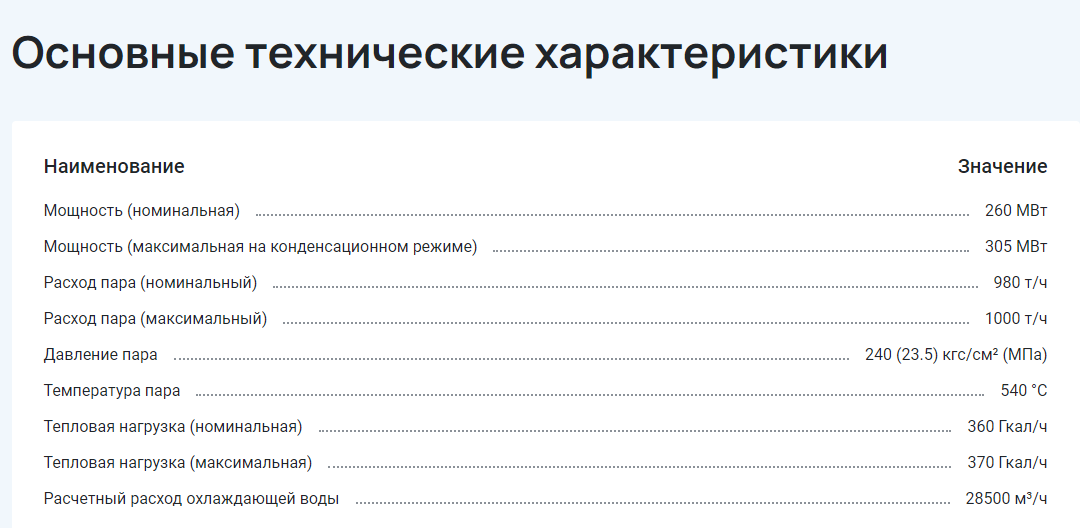 Основные технические характеристики
Наименование Значение
Мощность (номинальная) 260 МВт
Мощность (максимальная на конденсационном режиме) 305 МВт
Расход пара (номинальный) 980 т/ч
Расход пара (максимальный) 1000 т/ч
Давление пара 240 (23.5) кгс/см² (МПа)
Температура пара 540 °С
Тепловая нагрузка (номинальная) 360 Гкал/ч
Тепловая нагрузка (максимальная) 370 Гкал/ч
Расчетный расход охлаждающей воды 28500 м³/ч